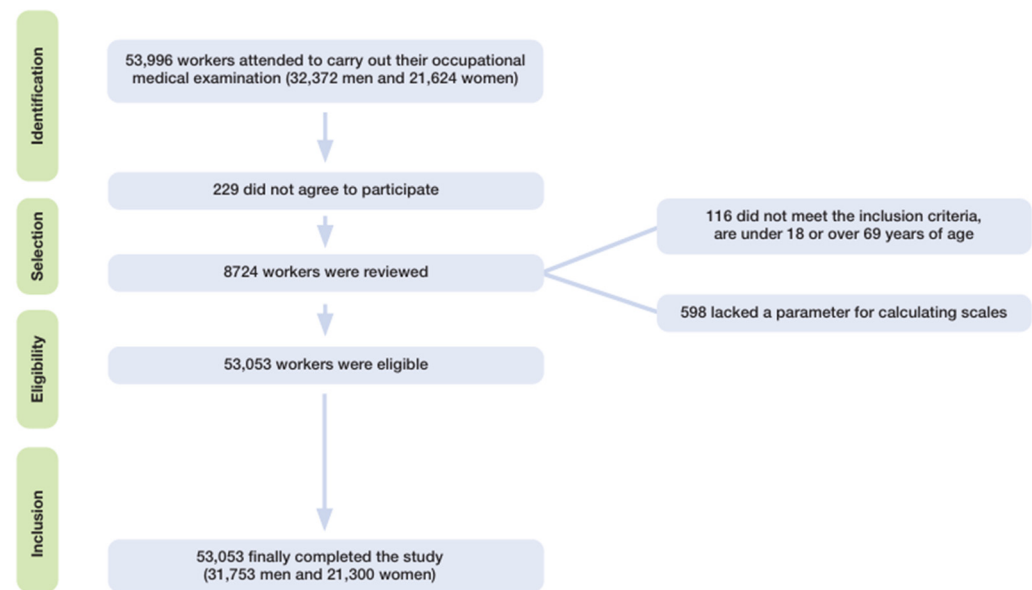 Identification
53,996 workers attended to carry out their occupational
medical examination (32,372 men and 21,624 women)
229 did not agree to participate
Selection
116 did not meet the inclusion criteria,
are under 18 or over 69 years of age
8724 workers were reviewed
598 lacked a parameter for calculating scales
Eligibility
53,053 workers were eligible
Inclusion
53,053 finally completed the study
(31,753 men and 21,300 women)